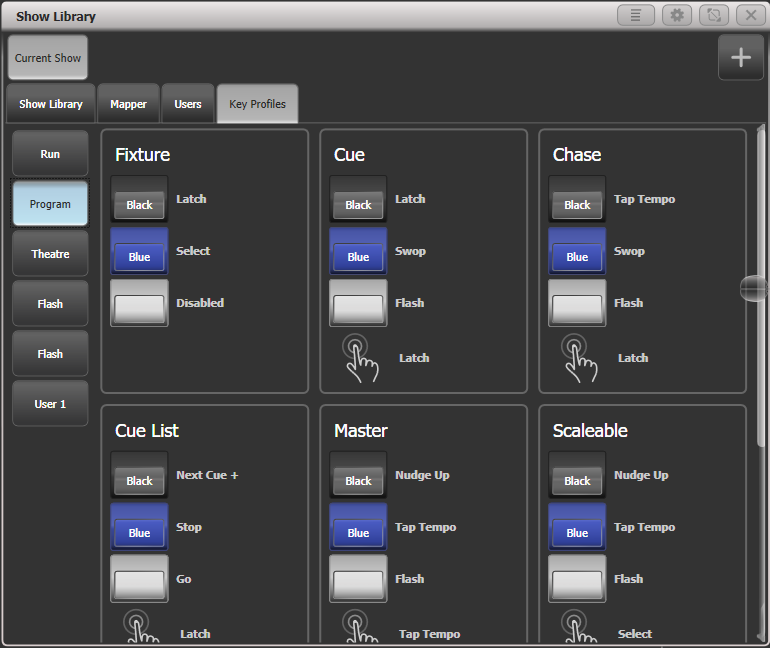 Show Library
Current Show
+
Show Library
Mapper
Users
Key Profiles
Run
Program
Theatre
Flash
Flash
User 1
Fixture
Black
Latch
Blue
Select
Disabled
Cue
Black
Latch
Blue
Swop
Flash
Latch
Chase
Black
Tap Tempo
Blue
Swop
Flash
Latch
Cue List
Black
Next Cue +
Blue
Stop
Go
Latch
Master
Black
Nudge Up
Blue
Tap Tempo
Flash
Tap Tempo
Scaleable
Black
Nudge Up
Blue
Tap Tempo
Flash
Select